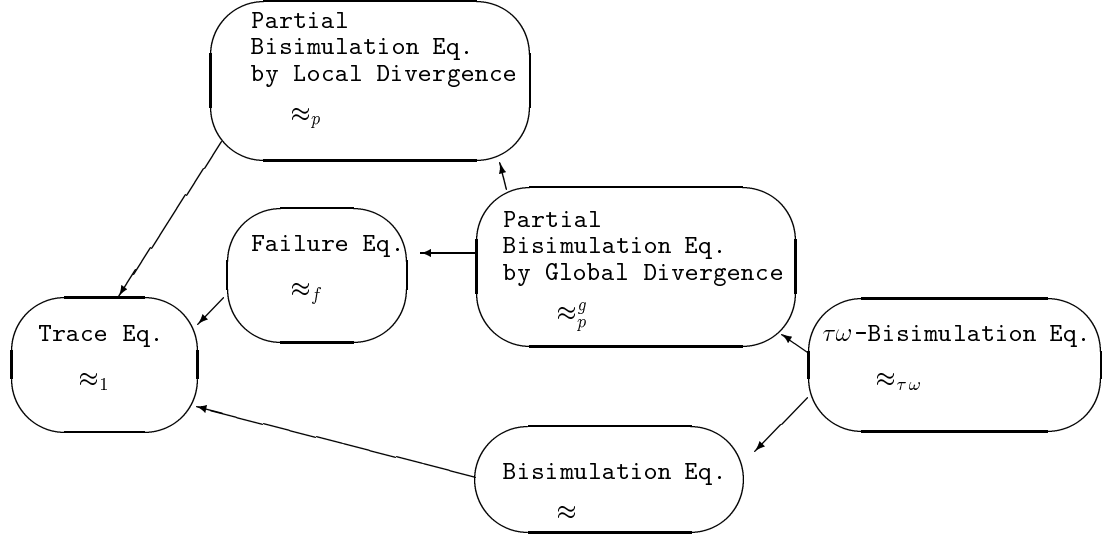 Partial
Bisimulation Eq.
by Local Divergence
≈p
Partial
Bisimulation Eq.
by Global Divergence
≈p^g
Failure Eq.
≈f
Trace Eq.
≈1
τω-Bisimulation Eq.
≈τω
Bisimulation Eq.
≈